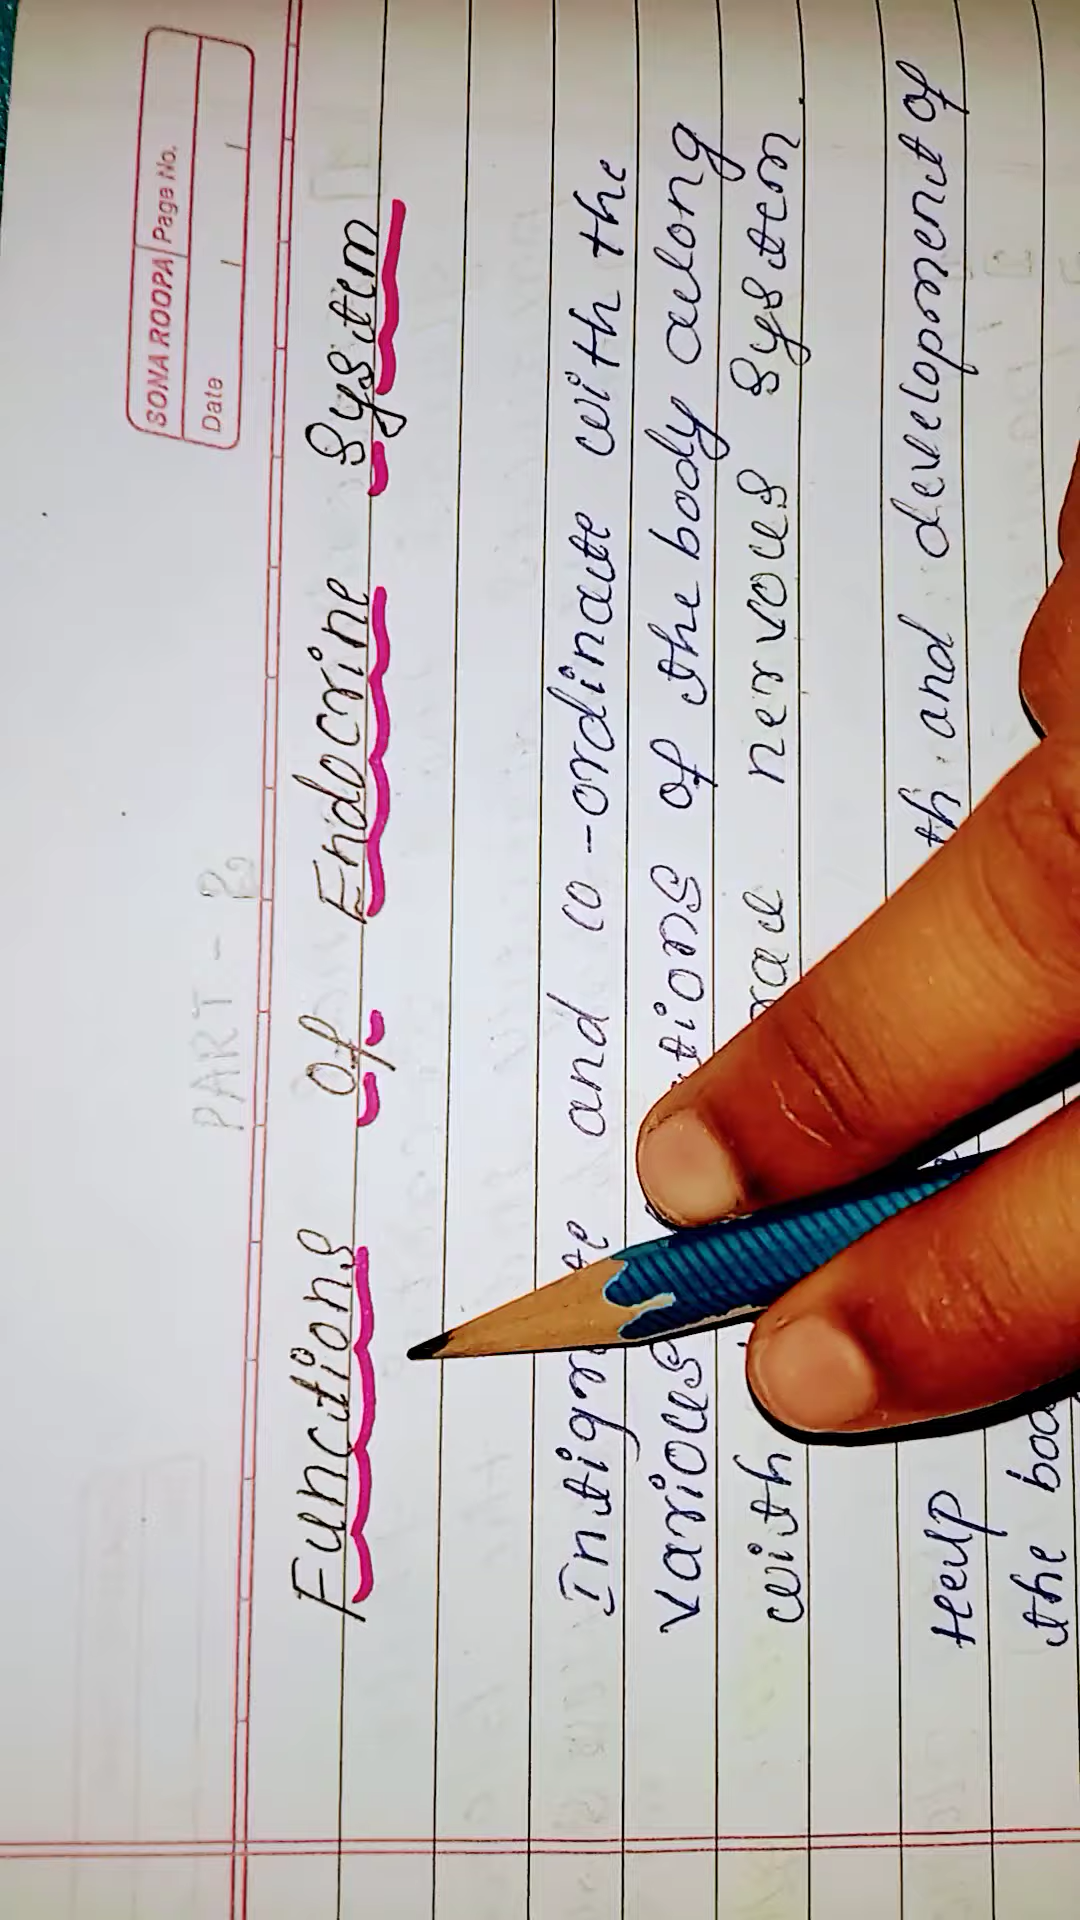 SONA ROOPA Page No.
Date
PART - 2
Functions of Endocrine System
and co-ordinate with the
various of the body along
with nervous system.
Help and development of
the